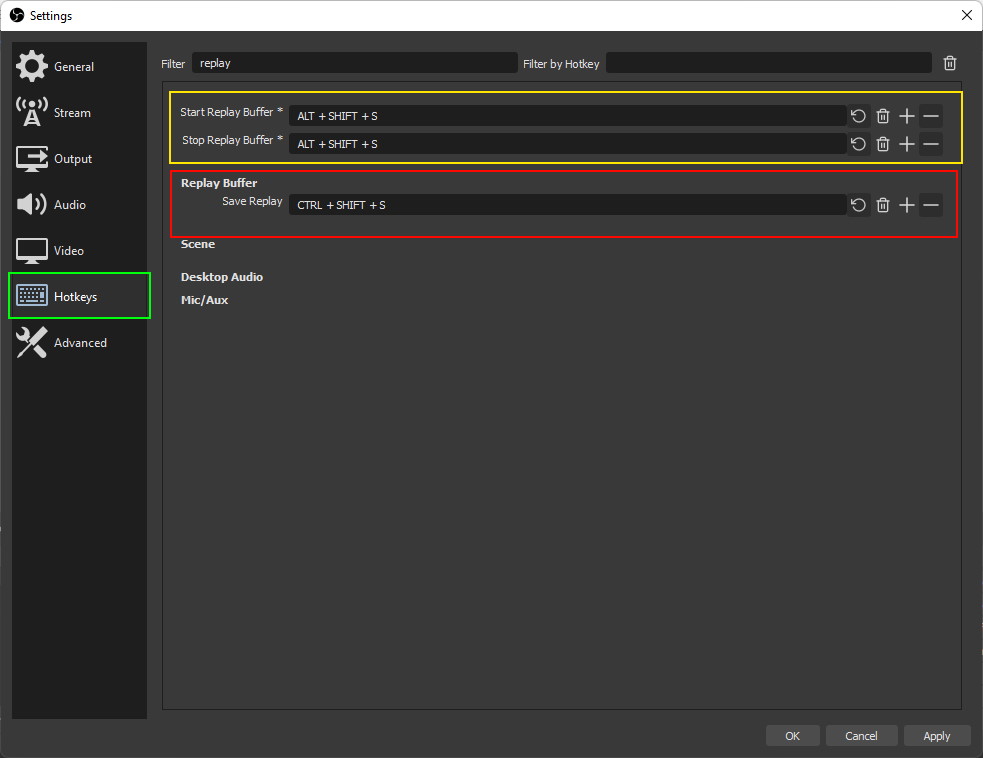 Settings
General
Stream
Output
Audio
Video
Hotkeys
Advanced
Filter replay Filter by Hotkey
Start Replay Buffer * ALT + SHIFT + S
Stop Replay Buffer * ALT + SHIFT + S
Replay Buffer
Save Replay CTRL + SHIFT + S
Scene
Desktop Audio
Mic/Aux
OK Cancel Apply